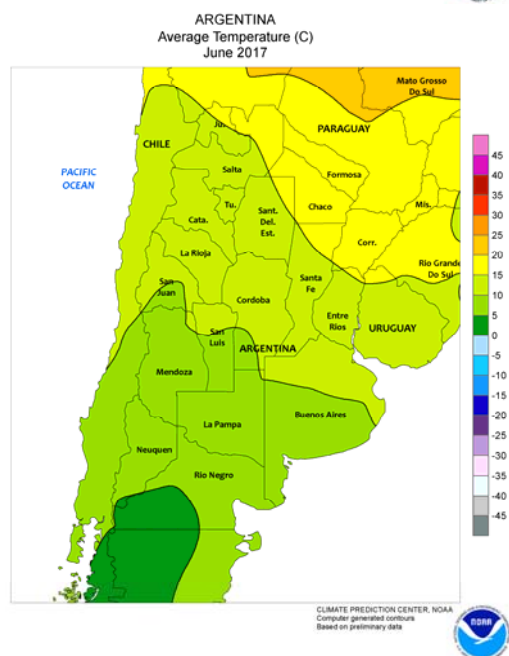 ARGENTINA
Average Temperature (C)
June 2017
Mato Grosso
Do Sul
PARAGUAY
Ju.
CHILE
PACIFIC
OCEAN
Salta
Formosa
Tu.
Chaco
Mis.
Sant.
Del.
Est.
Cata.
Corr.
La Rioja
Rio Grande
Do Sul
San
Juan
Santa
Fe
Cordoba
Entre
Rios
URUGUAY
San
Luis
ARGENTINA
Mendoza
Buenos Aires
La Pampa
Neuquen
Rio Negro
45
40
35
30
25
20
15
10
5
0
-5
-10
-15
-20
-25
-30
-35
-40
-45
CLIMATE PREDICTION CENTER, NOAA
Computer generated contours
Based on preliminary data
NOAA